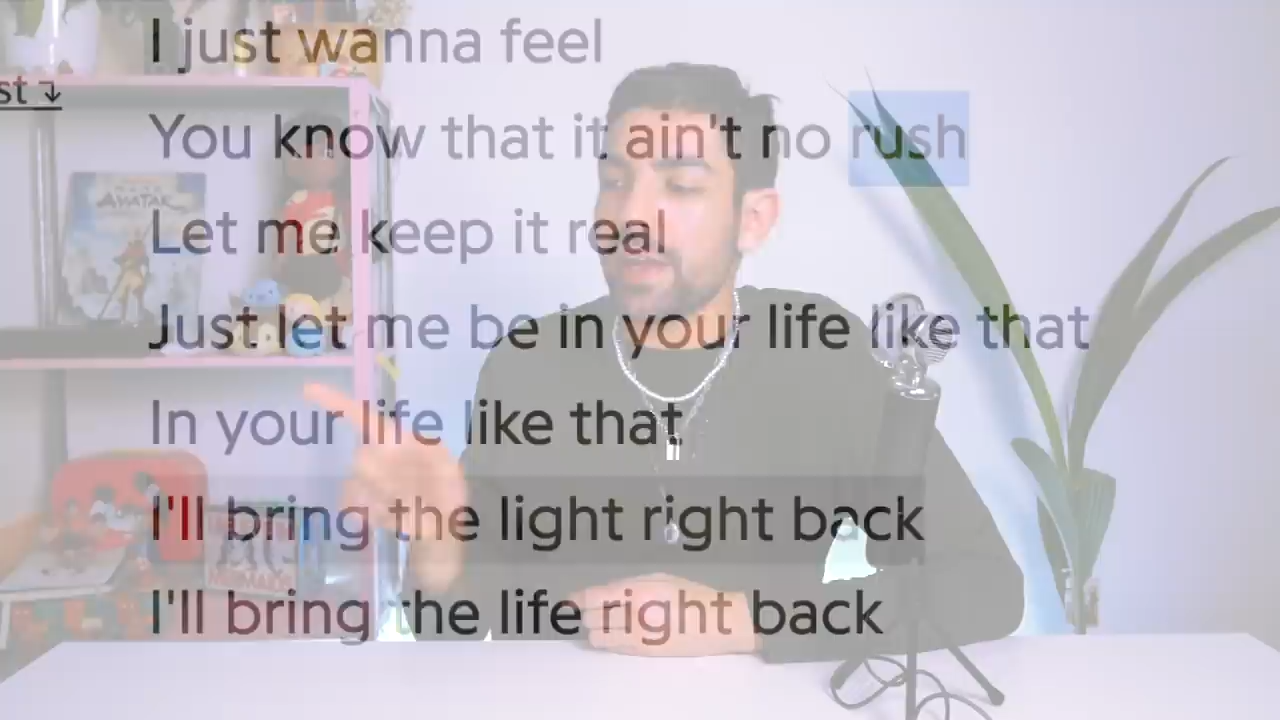 I just wanna feel
st ↴
You know that it ain't no rush
AVATAR
Let me keep it real
Just let me be in your life like that
In your life like that
I'll bring the light right back
I'll bring the life right back